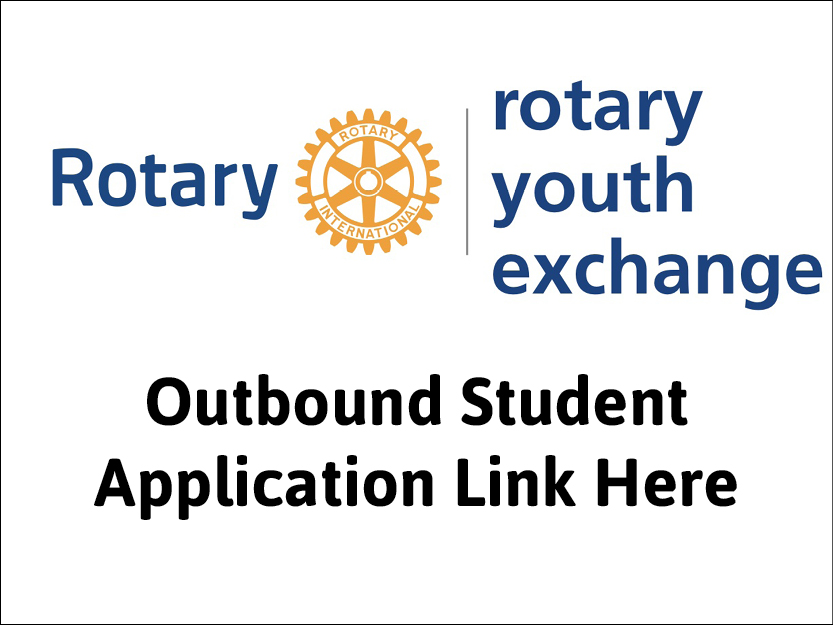 Rotary
ROTARY
INTERNATIONAL
rotary
youth
exchange
Outbound Student
Application Link Here